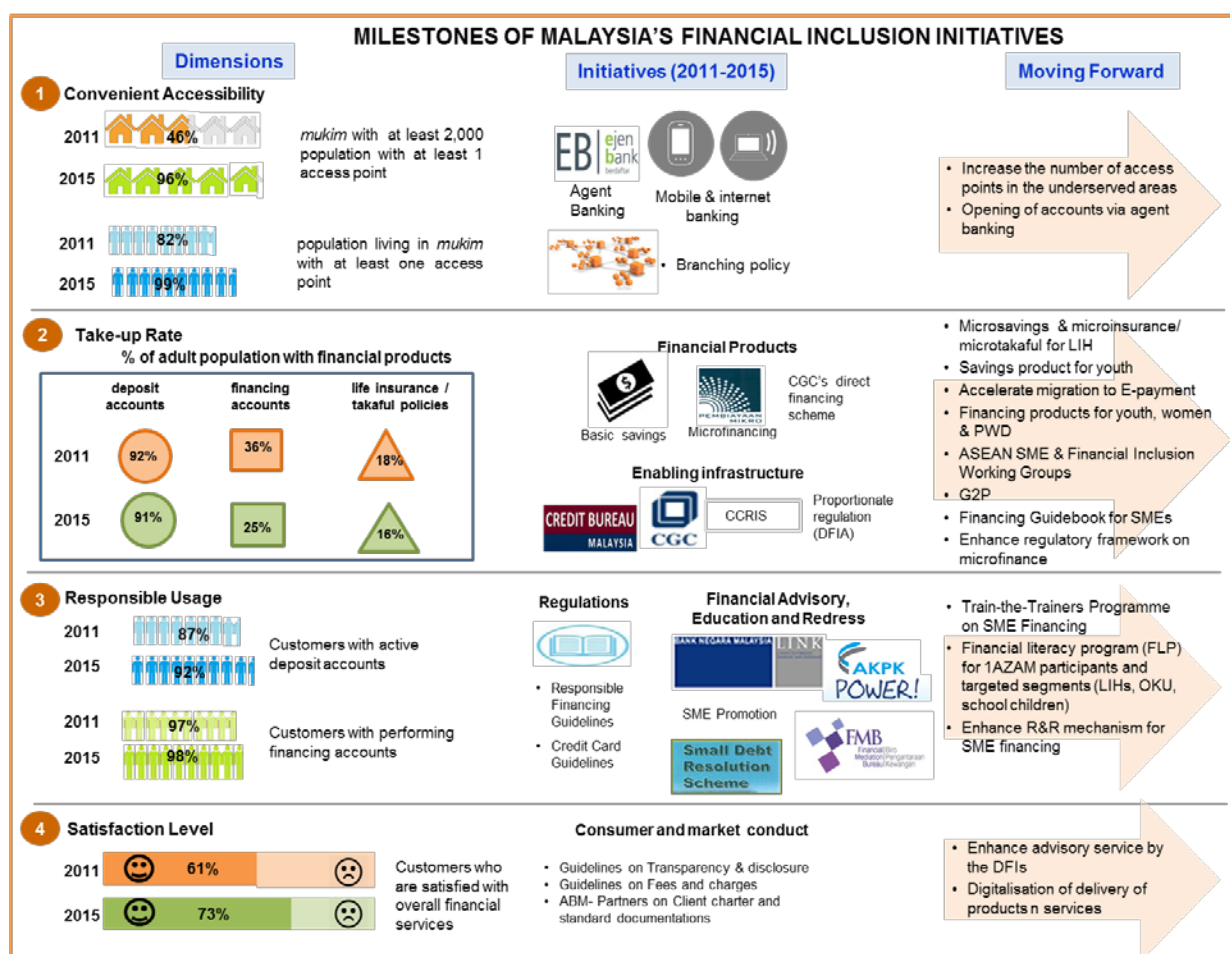 MILESTONES OF MALAYSIA'S FINANCIAL INCLUSION INITIATIVES
Dimensions
Initiatives (2011-2015)
Moving Forward
1
Convenient Accessibility
2011
46%
2015
96%
mukim with at least 2,000
population with at least 1
access point
2011
82%
2015
99%
population living in mukim
with at least one access
point
EB
ejen
bank
berdaftar
Agent
Banking
Mobile & internet
banking
• Branching policy
• Increase the number of access
points in the underserved areas
• Opening of accounts via agent
banking
2
Take-up Rate
% of adult population with financial products
deposit
accounts
financing
accounts
life insurance /
takaful policies
2011
92%
36%
18%
2015
91%
25%
16%
Financial Products
Basic savings
PEMBIAYAAN
MIKRO
Microfinancing
CGC's direct
financing
scheme
Enabling infrastructure
CREDIT BUREAU
MALAYSIA
CGC
CCRIS
Proportionate
regulation
(DFIA)
• Microsavings & microinsurance/
microtakaful for LIH
• Savings product for youth
• Accelerate migration to E-payment
• Financing products for youth, women
& PWD
• ASEAN SME & Financial Inclusion
Working Groups
• G2P
• Financing Guidebook for SMEs
• Enhance regulatory framework on
microfinance
3
Responsible Usage
2011
87%
2015
92%
Customers with active
deposit accounts
2011
97%
2015
98%
Customers with performing
financing accounts
Regulations
• Responsible
Financing
Guidelines
• Credit Card
Guidelines
Financial Advisory,
Education and Redress
BANK NEGARA MALAYSIA
LINK
AKPK
POWER!
SME Promotion
Small Debt
Resolution
Scheme
FMB
Financial Biro
Mediation Pengantaraan
Bureau Kewangan
• Train-the-Trainers Programme
on SME Financing
• Financial literacy program (FLP)
for 1AZAM participants and
targeted segments (LIHs, OKU,
school children)
• Enhance R&R mechanism for
SME financing
4
Satisfaction Level
2011
61%
2015
73%
Customers who
are satisfied with
overall financial
services
Consumer and market conduct
• Guidelines on Transparency & disclosure
• Guidelines on Fees and charges
• ABM- Partners on Client charter and
standard documentations
• Enhance advisory service by
the DFIs
• Digitalisation of delivery of
products n services